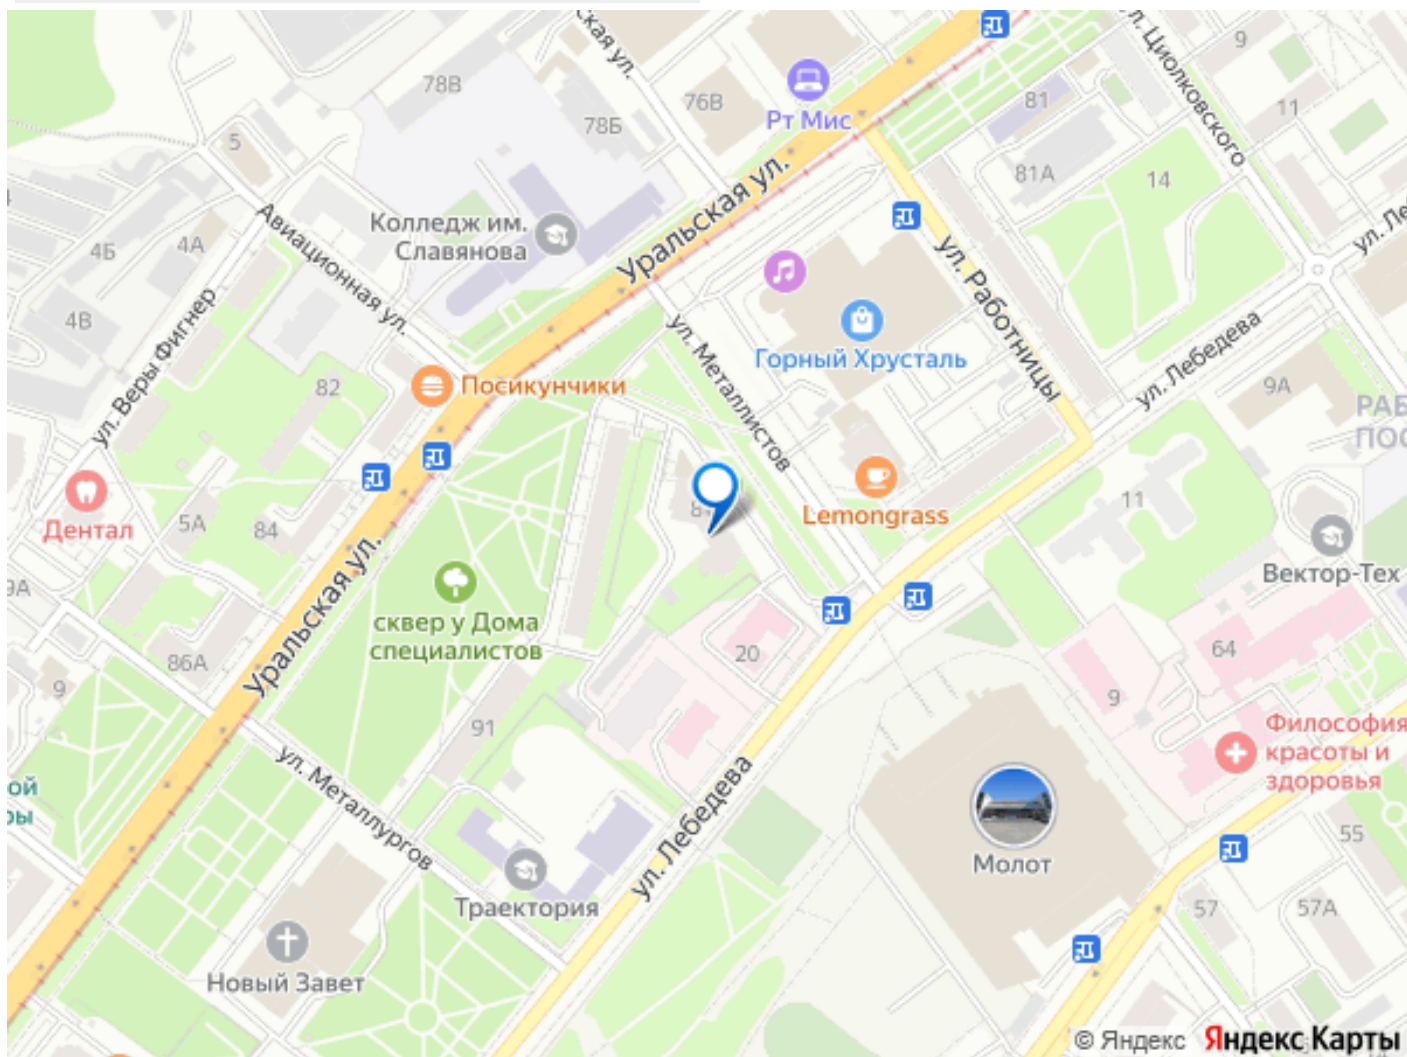 ул. Циолковского
9
78В
76В
Рт Мис
81
11
78Б
5
81А
14
Авиационная ул.
Колледж им.
Славянова
Уральская ул.
ул. Работницы
4А
4Б
4В
ул. Веры Фигнер
ул. Металлистов
Горный Хрусталь
ул. Лебедева
82
Посикунчики
9А
Дентал
5А
84
Lemongrass
11
Вектор-Тех
Уральская ул.
сквер у Дома
специалистов
86А
9
20
64
9
91
Философия
красоты и
здоровья
ул. Металлургов
ул. Лебедева
Молот
55
Траектория
57
57А
Новый Завет
© Яндекс Яндекс Карты